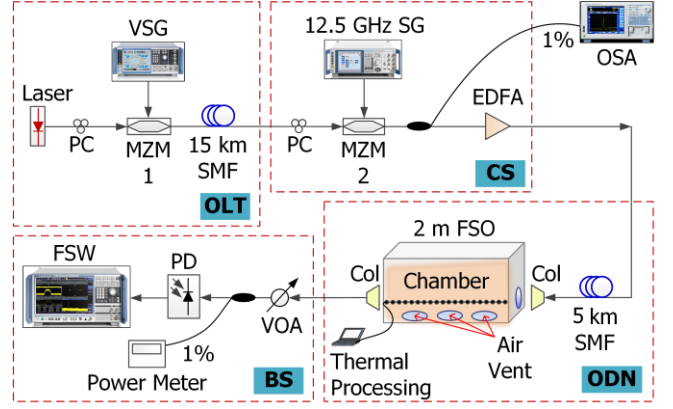 VSG
12.5 GHz SG
1%
OSA
Laser
EDFA
PC
MZM
1
15 km
SMF
PC
MZM
2
OLT
CS
2 m FSO
FSW
PD
Col
Chamber
Col
VOA
5 km
SMF
1%
Power Meter
BS
Thermal
Processing
Air
Vent
ODN